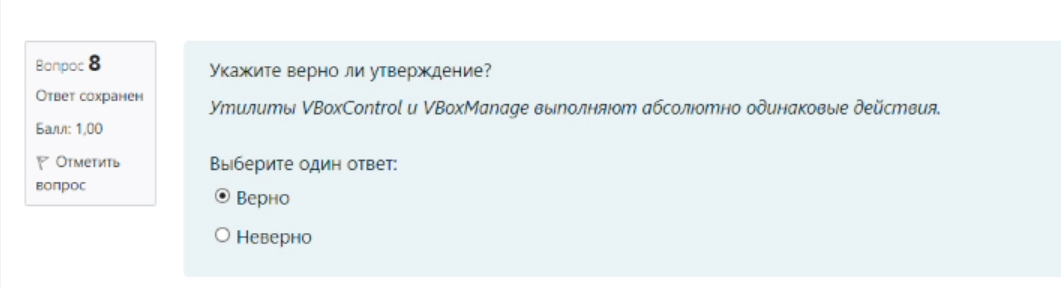 Вопрос 8
Ответ сохранен
Балл: 1,00
Отметить
вопрос
Укажите верно ли утверждение?
Утилиты VBoxControl и VBoxManage выполняют абсолютно одинаковые действия.
Выберите один ответ:
Верно
Неверно